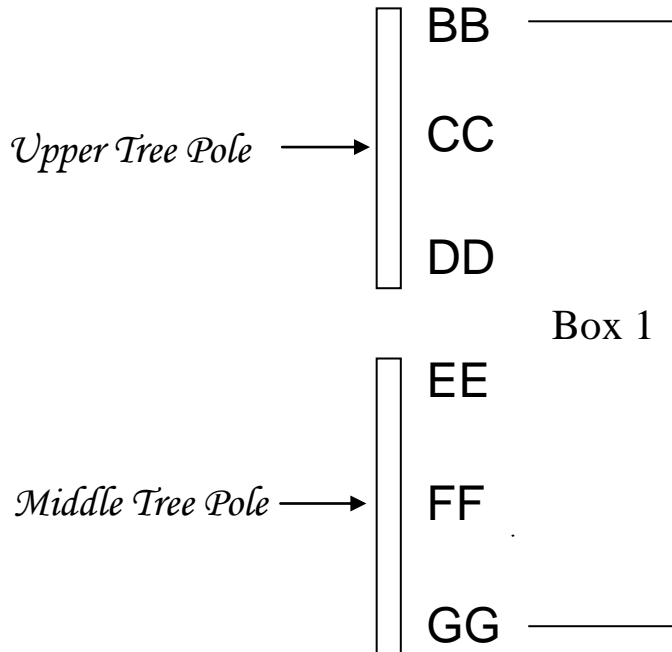 BB
CC
Upper Tree Pole
DD
Box 1
EE
Middle Tree Pole
FF
GG